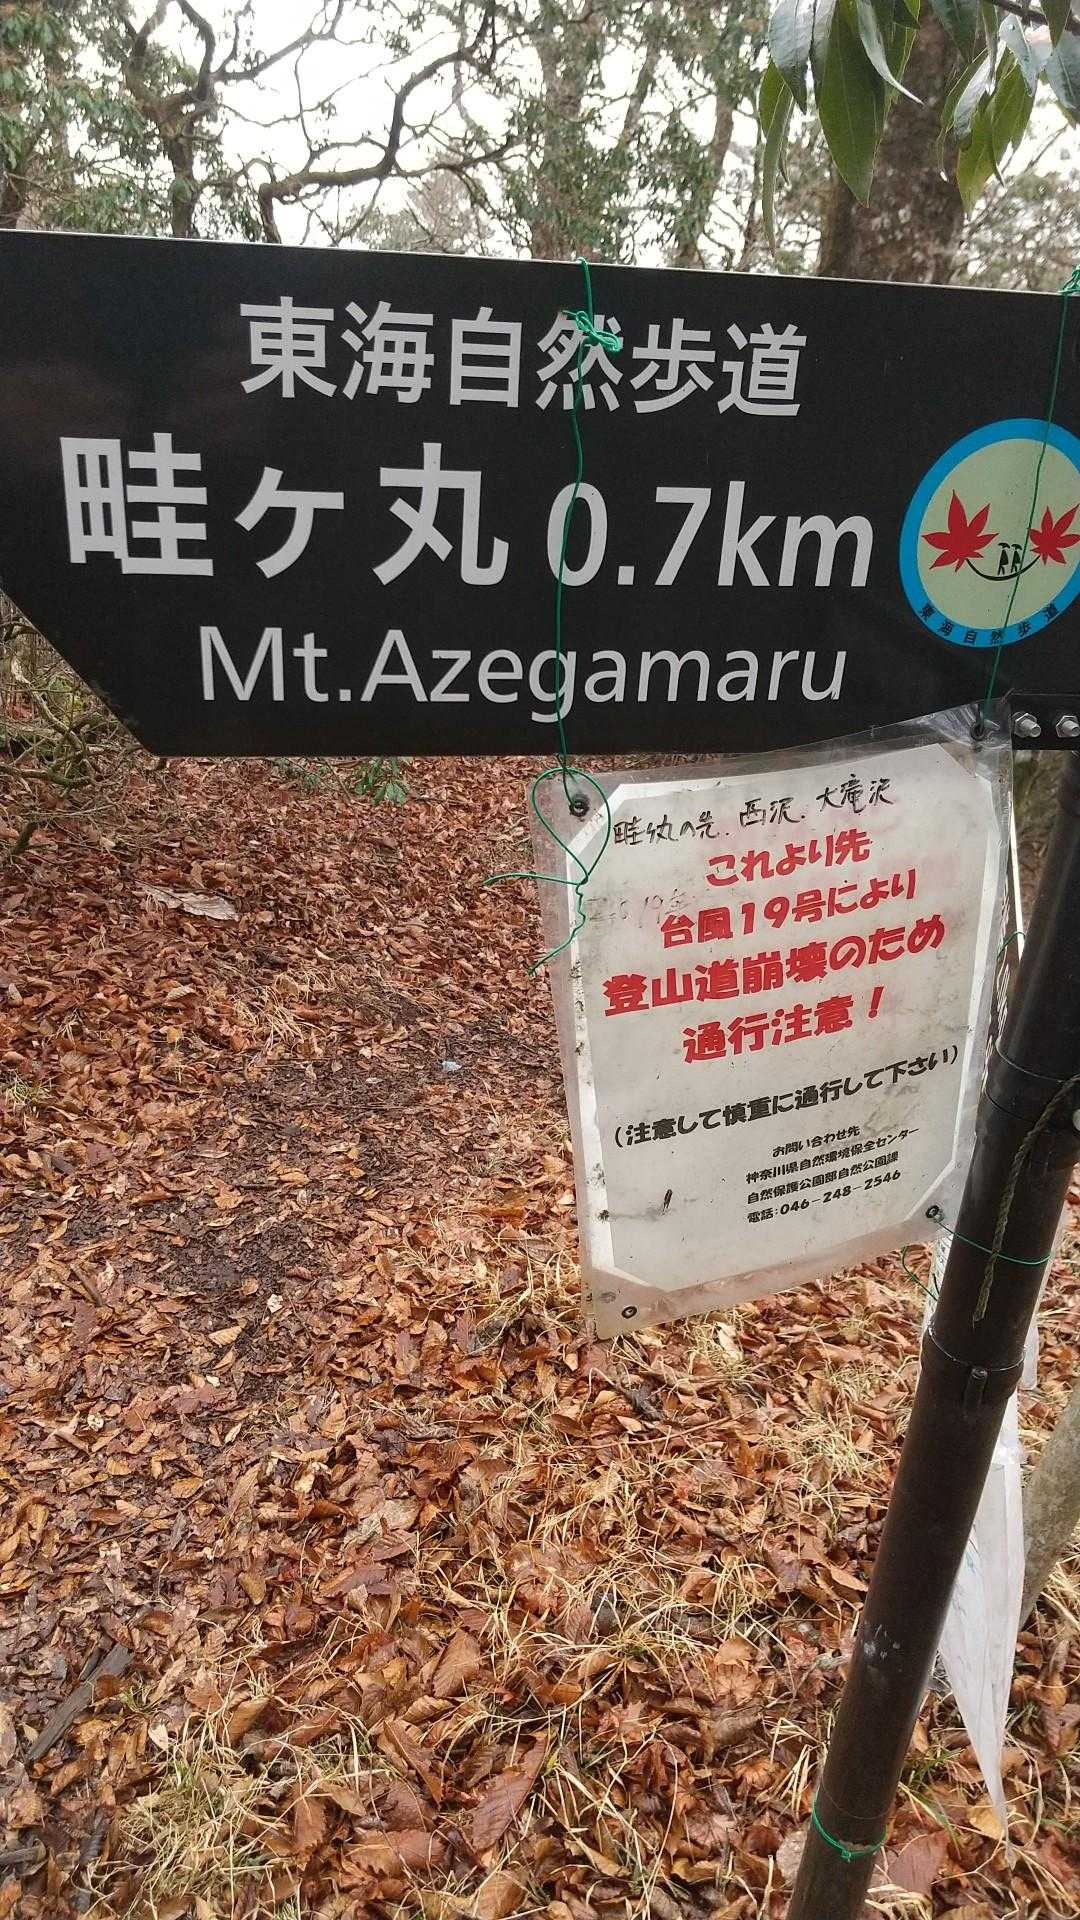 東海自然歩道
畦ヶ丸 0.7km
Mt.Azegamaru
東海自然歩道
畦ヶ丸の先、西沢、大滝沢
これより先
台風19号により
登山道崩壊のため
通行注意！
（注意して慎重に通行して下さい）
お問い合わせ先
神奈川県自然環境保全センター
自然保護公園部自然公園課
電話：046－248－2546